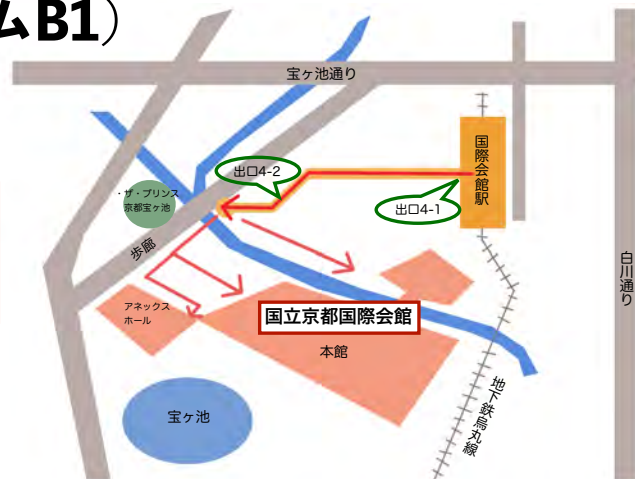 ムB1）
宝ヶ池通り
国際会館駅
出口4-2
出口4-1
・ザ・プリンス
京都宝ヶ池
歩廊
白川通り
アネックス
ホール
国立京都国際会館
本館
地下鉄烏丸線
宝ヶ池